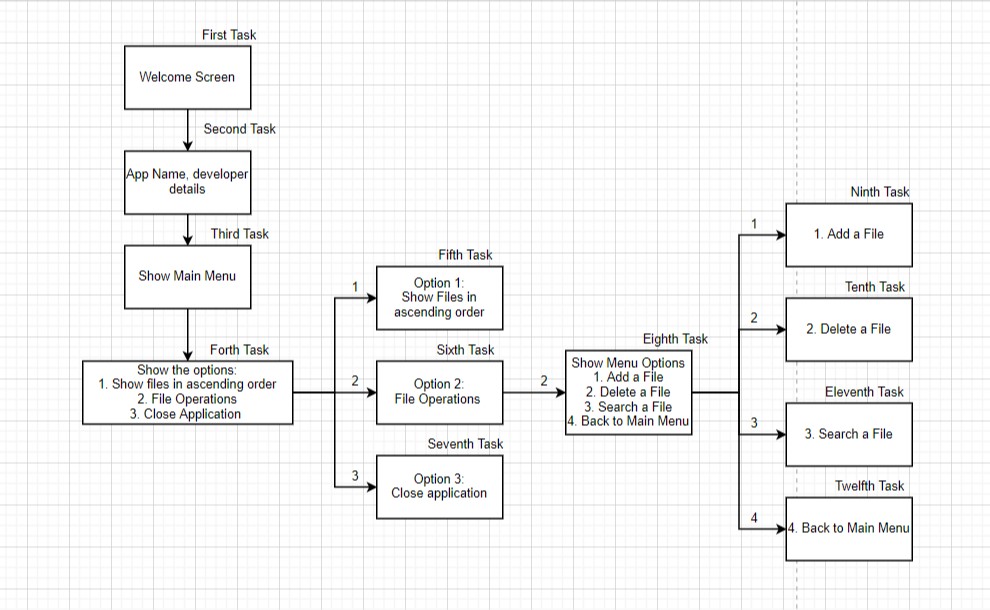 First Task
Welcome Screen
Second Task
App Name, developer
details
Third Task
Show Main Menu
Forth Task
Show the options:
1. Show files in ascending order
2. File Operations
3. Close Application
1
Fifth Task
Option 1:
Show Files in
ascending order
2
Sixth Task
Option 2:
File Operations
3
Seventh Task
Option 3:
Close application
2
Eighth Task
Show Menu Options
1. Add a File
2. Delete a File
3. Search a File
4. Back to Main Menu
1
Ninth Task
1. Add a File
2
Tenth Task
2. Delete a File
3
Eleventh Task
3. Search a File
4
Twelfth Task
4. Back to Main Menu